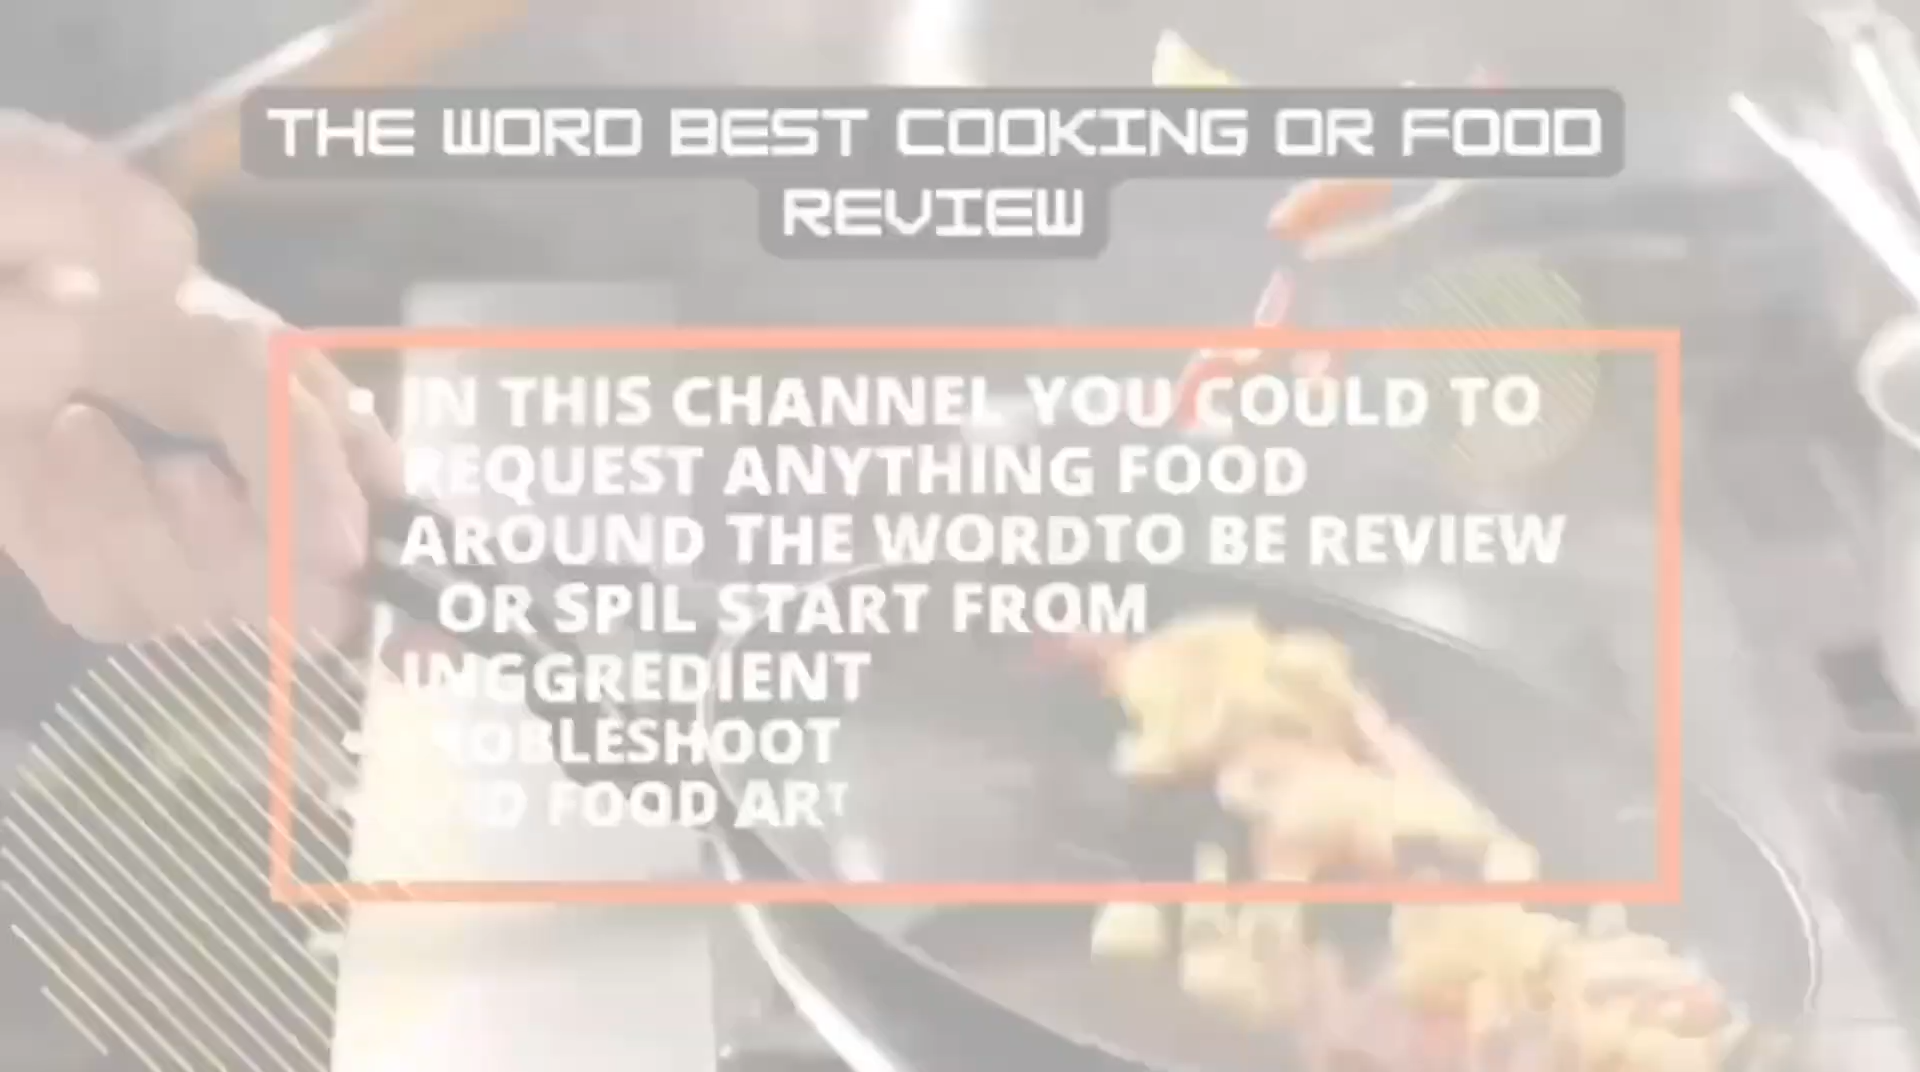 THE WORD BEST COOKING OR FOOD
REVIEW
• IN THIS CHANNEL YOU COULD TO
REQUEST ANYTHING FOOD
AROUND THE WORDTO BE REVIEW
OR SPIL START FROM
INGGREDIENT
FOOD ART